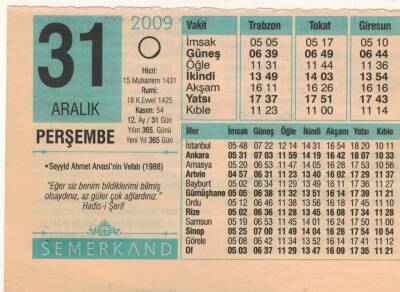 31
2009
ARALIK
PERŞEMBE
Hicri:
15 Muharrem 1431
Rumi:
18 K.Evvel 1425
Kasım: 54
12. Ay / 31 Gün
Yılın 365. Günü
Yeni Yıl 365 Gün
• Seyyid Ahmet Arvasi'nin Vefatı (1988)
"Eğer siz benim bildiklerimi bilmiş
olsaydınız, az güler çok ağlardınız."
Hadis-i Şerif
SEMERKAND
Vakit Trabzon Tokat Giresun
İmsak 05 05 05 17 05 10
Güneş 06 39 06 49 06 44
Öğle 11 31 11 44 11 36
İkindi 13 49 14 03 13 54
Akşam 16 11 16 26 16 16
Yatsı 17 37 17 51 17 43
Kıble 11 23 11 00 11 14
İller İmsak Güneş Öğle İkindi Akşam Yatsı Kıble
İstanbul 05 48 07 22 12 14 14 31 16 54 18 20 10 11
Ankara 05 31 07 03 11 59 14 19 16 42 18 07 10 33
Amasya 05 20 06 53 11 47 14 05 16 28 17 53 10 56
Artvin 04 57 06 31 11 23 13 40 16 02 17 29 11 37
Bayburt 05 02 06 34 11 29 13 48
Gümüşhane 05 05 06 38 11 32 13 51 16 14 17 39 11 21
Ordu 05 12 06 46 11 38 13 56 16 18 17 45
Rize 05 02 06 36 11 28 13 45 16 08 17 34 11 28
Samsun 05 19 06 53 11 45 14 01 16 24 17 50 11 00
Sinop 05 25 07 00 11 49 14 04 16 27 17 54 10 53
Görele 05 08 06 42 11 34 13 52 16 14 17 41 11 12
Of 05 03 06 37 11 29 13 47 16 09 17 35 11 21